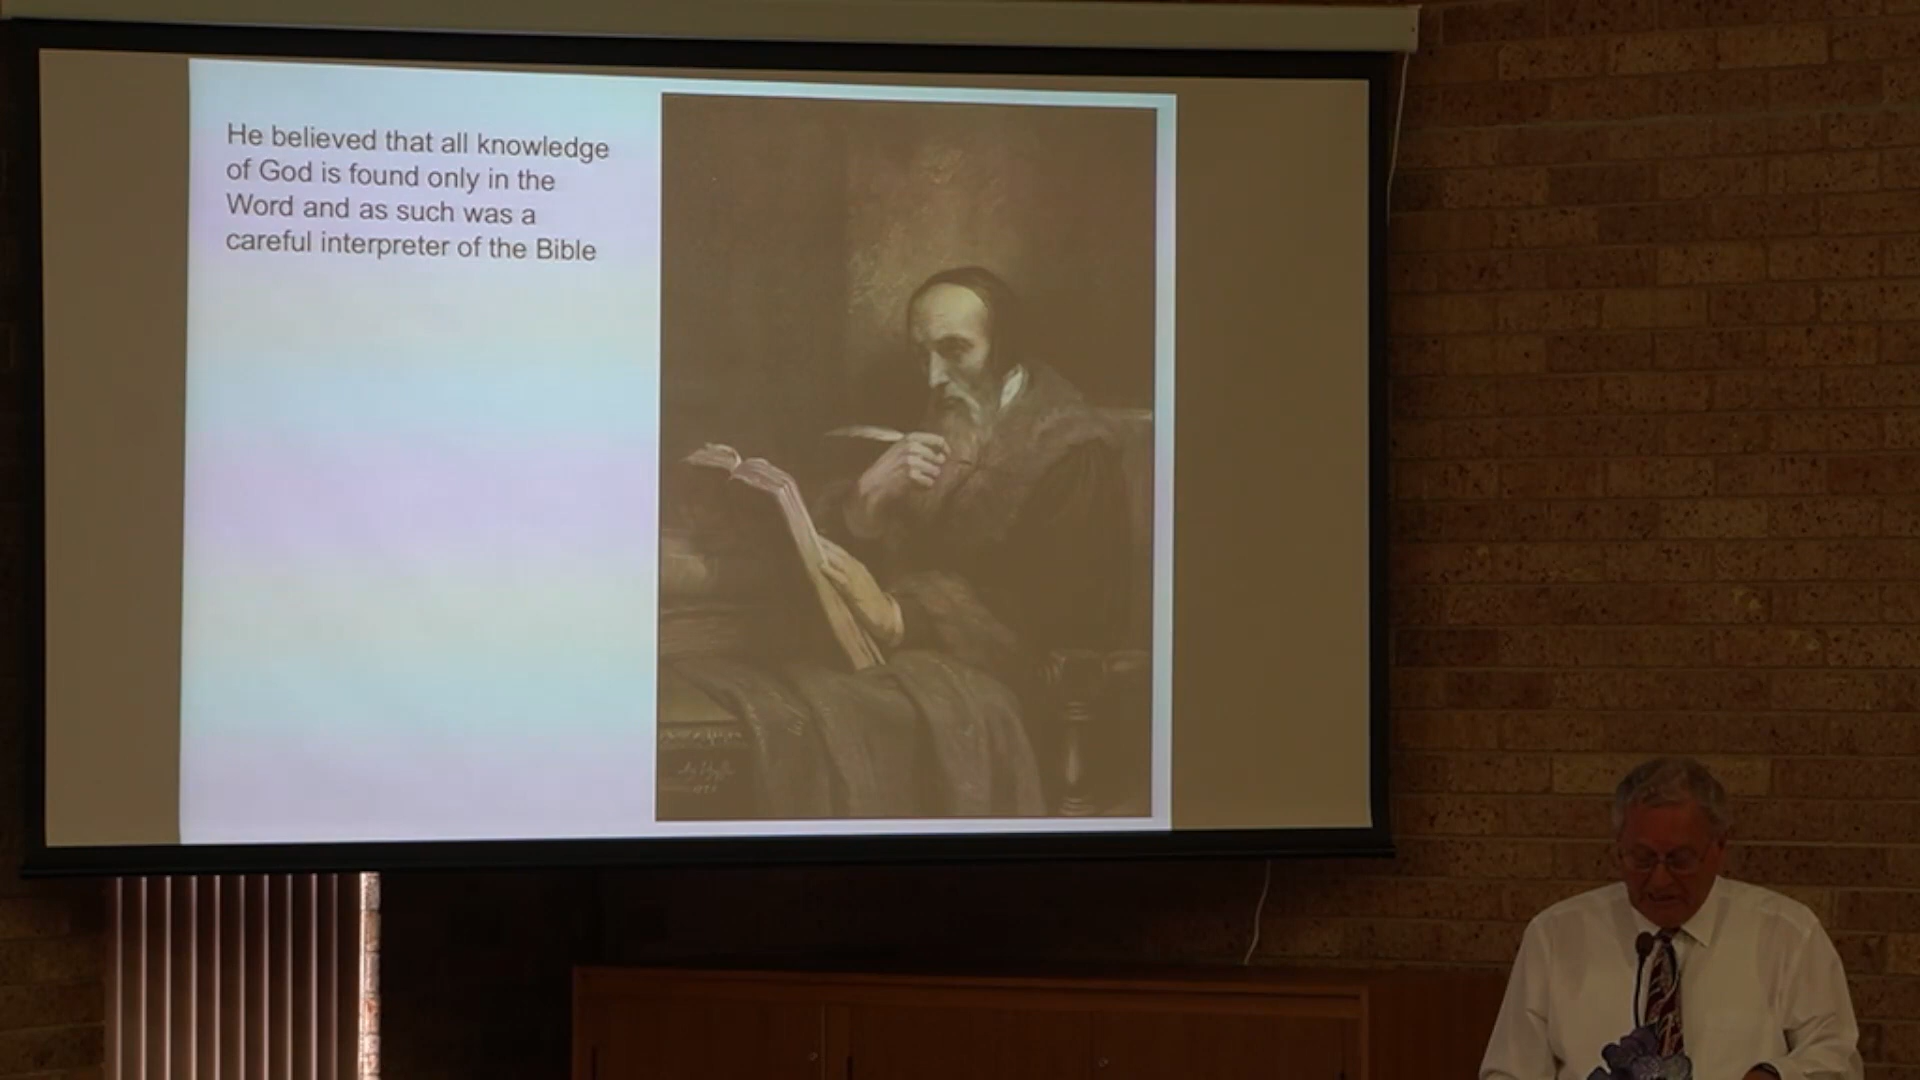 He believed that all knowledge
of God is found only in the
Word and as such was a
careful interpreter of the Bible